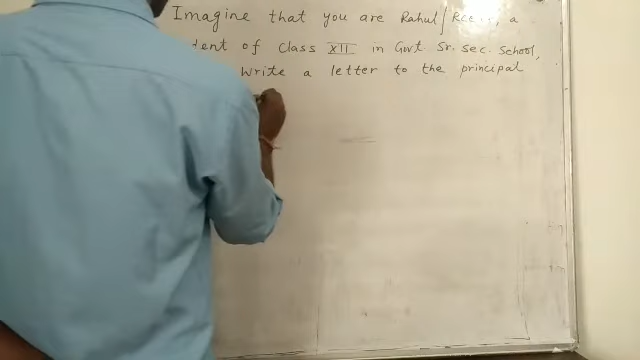 Imagine that you are Rahul/ a
dent of class XII in Govt. Sr. sec. School,
Write a letter to the principal